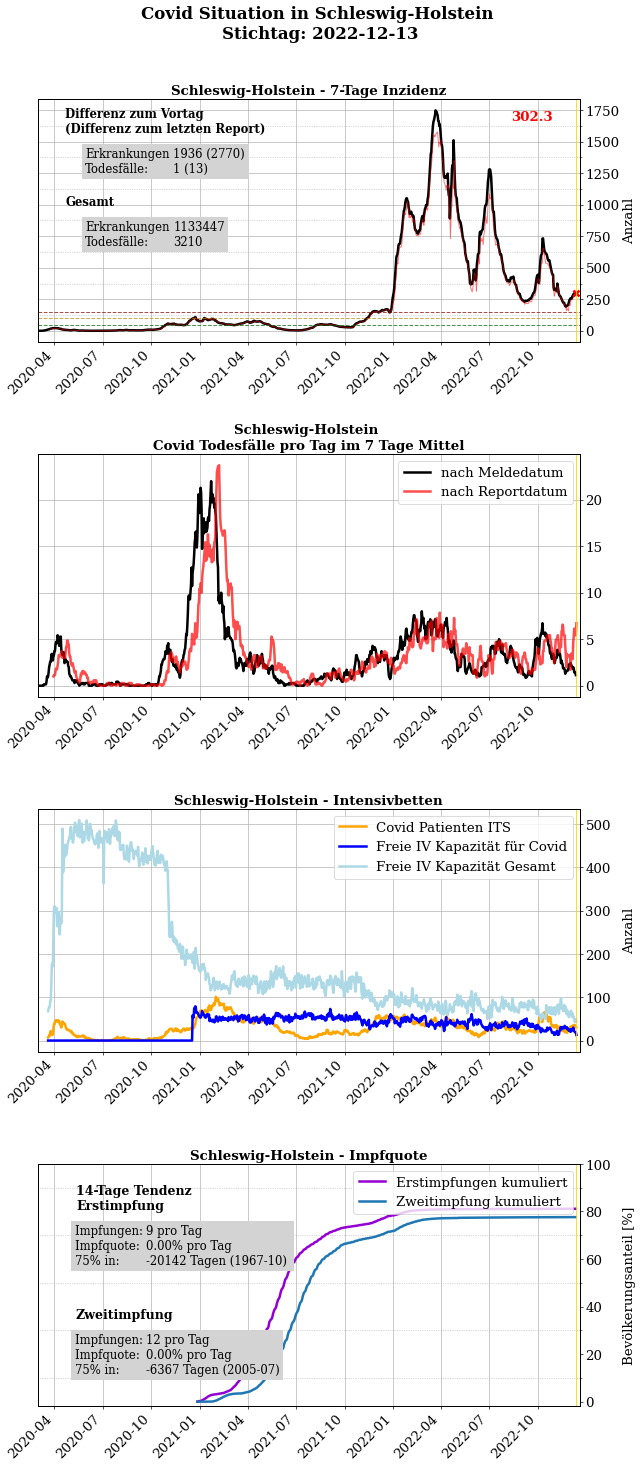 Covid Situation in Schleswig-Holstein
Stichtag: 2022-12-13
Schleswig-Holstein - 7-Tage Inzidenz
Differenz zum Vortag
(Differenz zum letzten Report)
Erkrankungen 1936 (2770)
Todesfälle: 1 (13)
Gesamt
Erkrankungen 1133447
Todesfälle: 3210
302.3
1750
1500
1250
1000
750
500
250
0
Anzahl
2020-04
2020-07
2020-10
2021-01
2021-04
2021-07
2021-10
2022-01
2022-04
2022-07
2022-10
Schleswig-Holstein
Covid Todesfälle pro Tag im 7 Tage Mittel
nach Meldedatum
nach Reportdatum
20
15
10
5
0
2020-04
2020-07
2020-10
2021-01
2021-04
2021-07
2021-10
2022-01
2022-04
2022-07
2022-10
Schleswig-Holstein - Intensivbetten
Covid Patienten ITS
Freie IV Kapazität für Covid
Freie IV Kapazität Gesamt
500
400
300
200
100
0
Anzahl
2020-04
2020-07
2020-10
2021-01
2021-04
2021-07
2021-10
2022-01
2022-04
2022-07
2022-10
Schleswig-Holstein - Impfquote
Erstimpfungen kumuliert
Zweitimpfung kumuliert
14-Tage Tendenz
Erstimpfung
Impfungen: 9 pro Tag
Impfquote: 0.00% pro Tag
75% in: -20142 Tagen (1967-10)
Zweitimpfung
Impfungen: 12 pro Tag
Impfquote: 0.00% pro Tag
75% in: -6367 Tagen (2005-07)
100
80
60
40
20
0
Bevölkerungsanteil [%]
2020-04
2020-07
2020-10
2021-01
2021-04
2021-07
2021-10
2022-01
2022-04
2022-07
2022-10